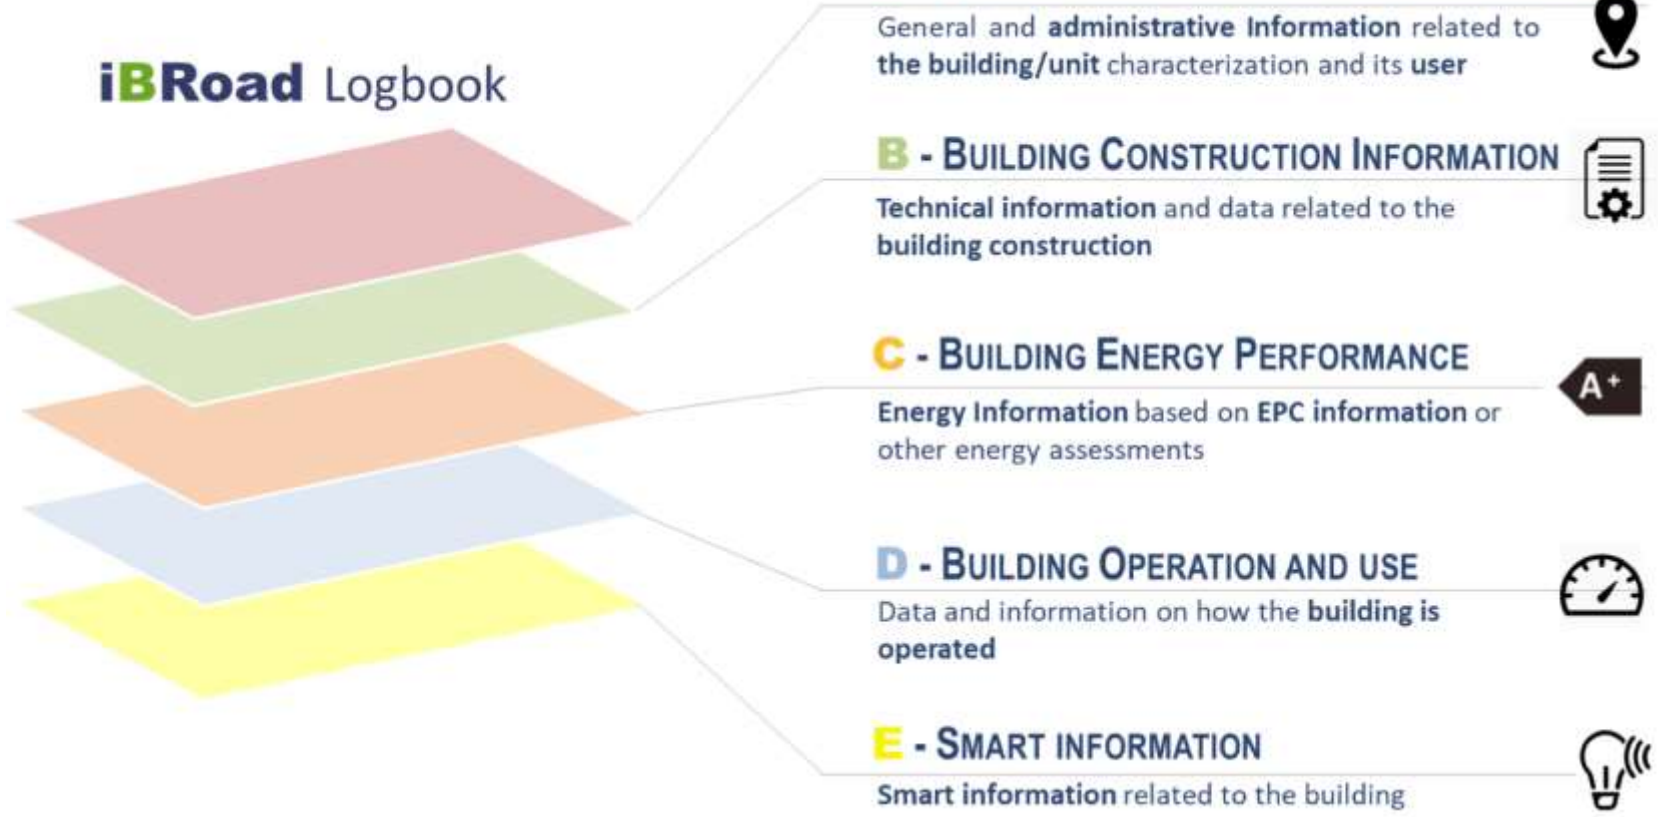 iBRoad Logbook
General and administrative Information related to
the building/unit characterization and its user
B - BUILDING CONSTRUCTION INFORMATION
Technical information and data related to the
building construction
C - BUILDING ENERGY PERFORMANCE
A+
Energy Information based on EPC information or
other energy assessments
D - BUILDING OPERATION AND USE
Data and information on how the building is
operated
E - SMART INFORMATION
Smart information related to the building